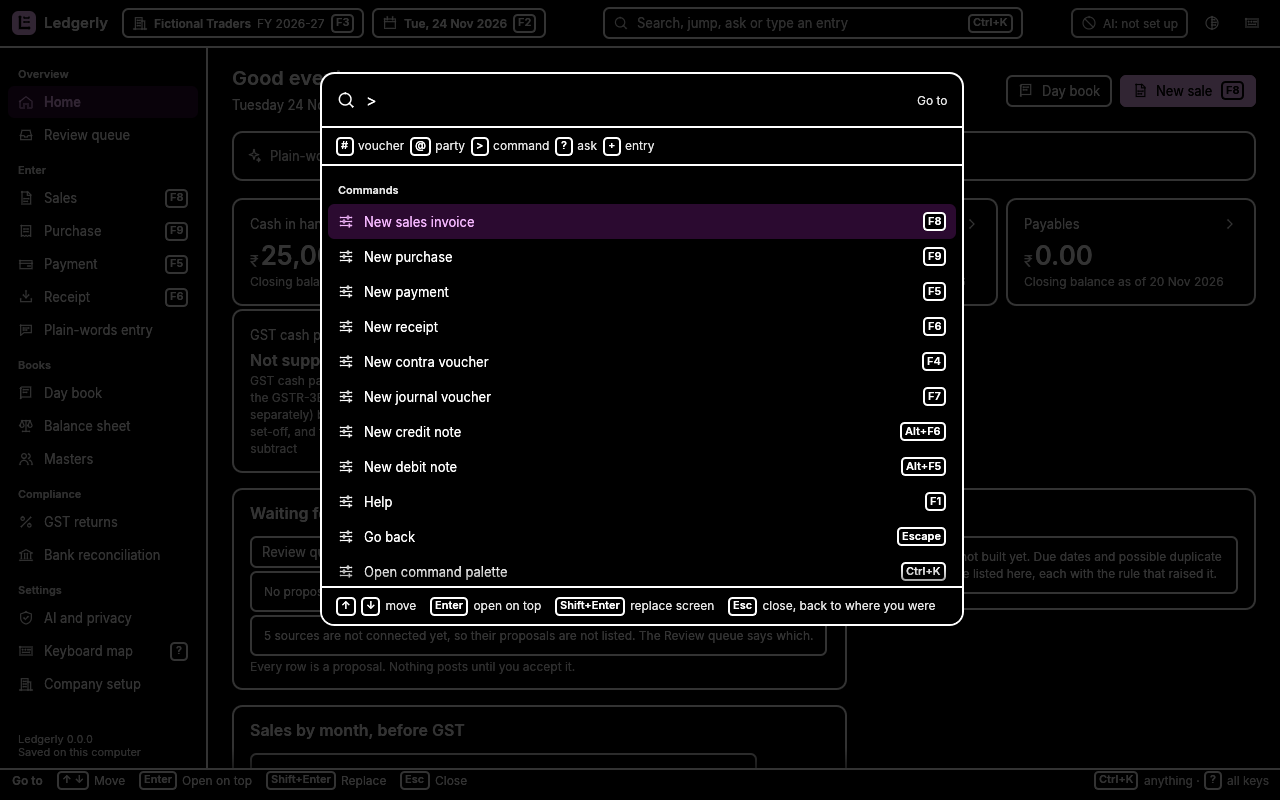 Ledgerly
Fictional Traders FY 2026-27 F3
Tue, 24 Nov 2026 F2
Search, jump, ask or type an entry Ctrl+K
AI: not set up
Overview
Home
Review queue
Enter
Sales F8
Purchase F9
Payment F5
Receipt F6
Plain-words entry
Books
Day book
Balance sheet
Masters
Compliance
GST returns
Bank reconciliation
Settings
AI and privacy
Keyboard map ?
Company setup
Ledgerly 0.0.0
Saved on this computer
Good eve
Tuesday 24 No
Day book
New sale F8
Plain-wo
Cash in han
₹25,0
Closing bala
Payables
₹0.00
Closing balance as of 20 Nov 2026
GST cash p
Not supp
GST cash pa
the GSTR-3B
separately) b
set-off, and
subtract
Waiting f
Review qu
No propos
5 sources are not connected yet, so their proposals are not listed. The Review queue says which.
Every row is a proposal. Nothing posts until you accept it.
not built yet. Due dates and possible duplicate
e listed here, each with the rule that raised it.
Sales by month, before GST
> Go to
# voucher @ party > command ? ask + entry
Commands
New sales invoice F8
New purchase F9
New payment F5
New receipt F6
New contra voucher F4
New journal voucher F7
New credit note Alt+F6
New debit note Alt+F5
Help F1
Go back Escape
Open command palette Ctrl+K
↑ ↓ move Enter open on top Shift+Enter replace screen Esc close, back to where you were
Go to ↑↓ Move Enter Open on top Shift+Enter Replace Esc Close
Ctrl+K anything · ? all keys